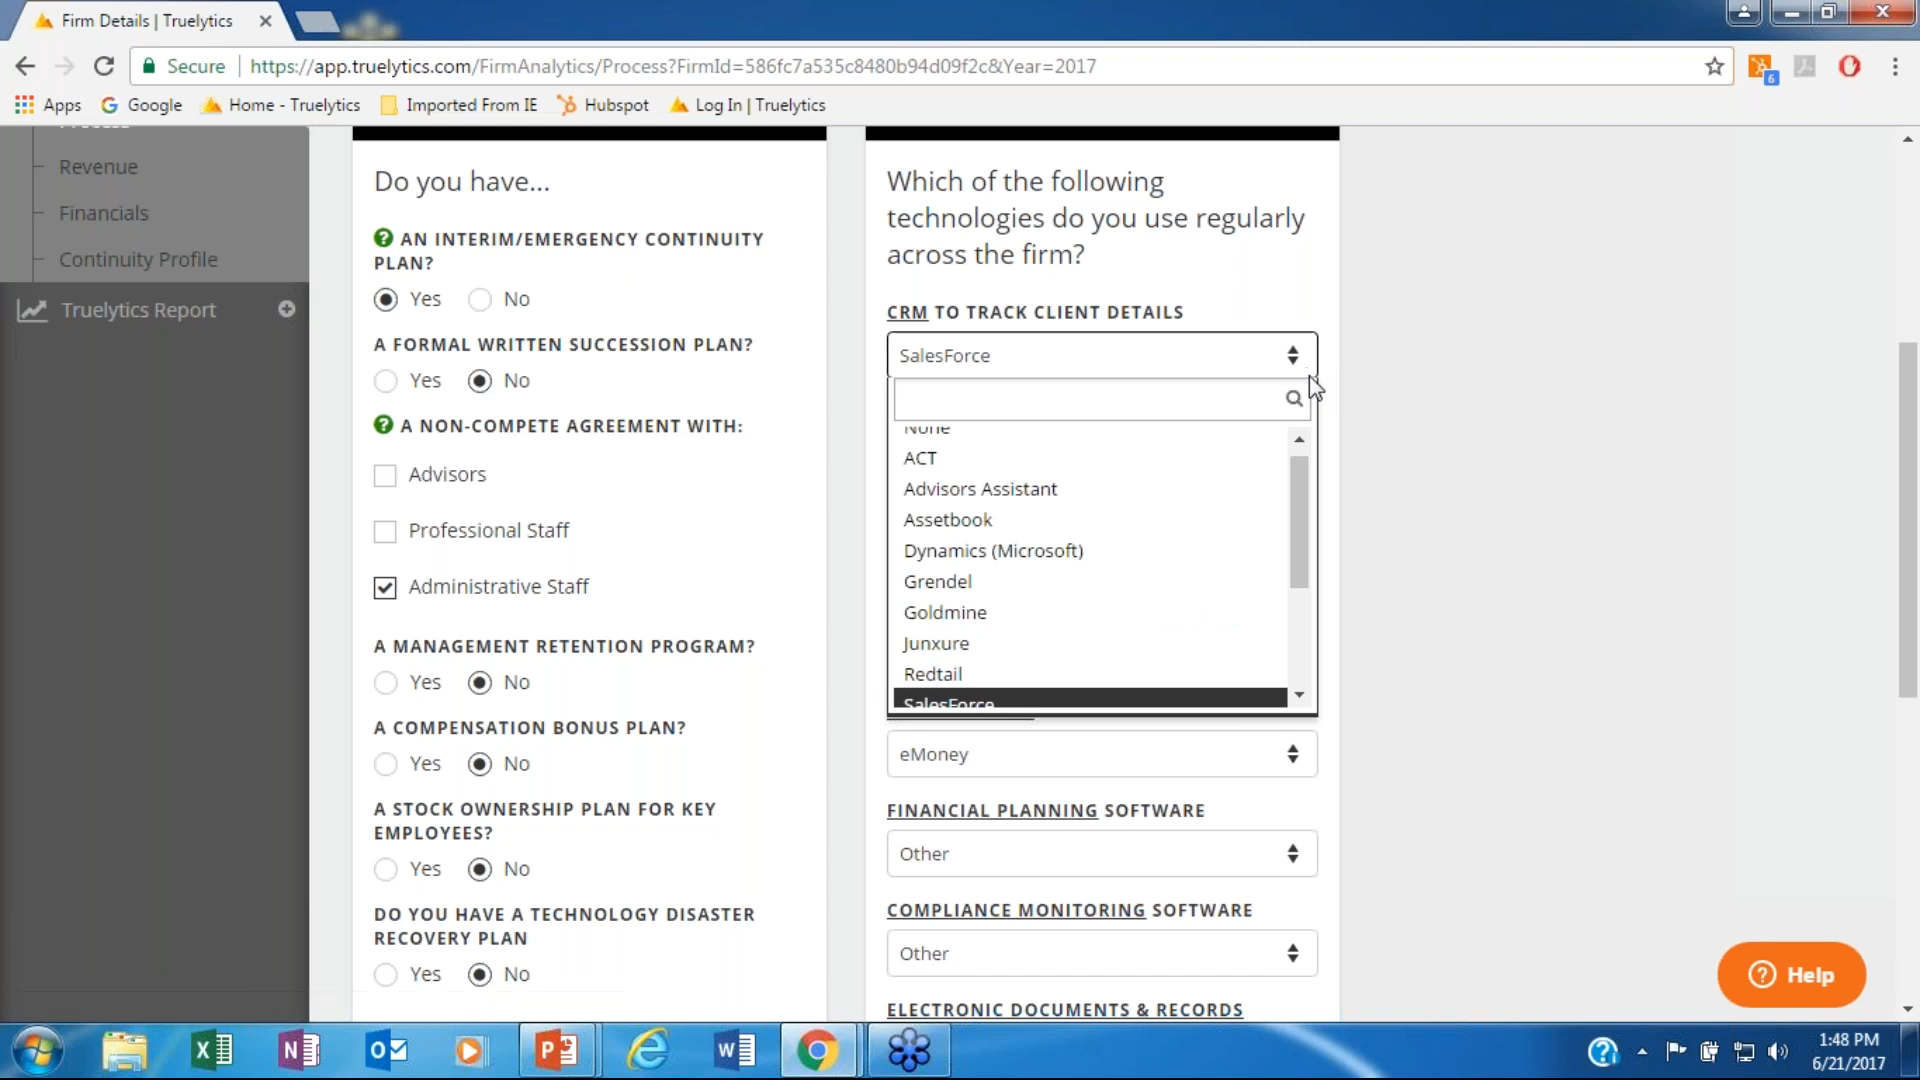 Firm Details | Truelytics
Secure
https://app.truelytics.com/FirmAnalytics/Process?FirmId=586fc7a535c8480b94d09f2c&Year=2017
6
Apps
Google
Home - Truelytics
Imported From IE
Hubspot
Log In | Truelytics
Process
Revenue
Financials
Continuity Profile
Truelytics Report
Do you have...
AN INTERIM/EMERGENCY CONTINUITY
PLAN?
Yes No
A FORMAL WRITTEN SUCCESSION PLAN?
Yes No
A NON-COMPETE AGREEMENT WITH:
Advisors
Professional Staff
Administrative Staff
A MANAGEMENT RETENTION PROGRAM?
Yes No
A COMPENSATION BONUS PLAN?
Yes No
A STOCK OWNERSHIP PLAN FOR KEY
EMPLOYEES?
Yes No
DO YOU HAVE A TECHNOLOGY DISASTER
RECOVERY PLAN
Yes No
Which of the following
technologies do you use regularly
across the firm?
CRM TO TRACK CLIENT DETAILS
SalesForce
None
ACT
Advisors Assistant
Assetbook
Dynamics (Microsoft)
Grendel
Goldmine
Junxure
Redtail
SalesForce
eMoney
FINANCIAL PLANNING SOFTWARE
Other
COMPLIANCE MONITORING SOFTWARE
Other
ELECTRONIC DOCUMENTS & RECORDS
Help
1:48 PM
6/21/2017